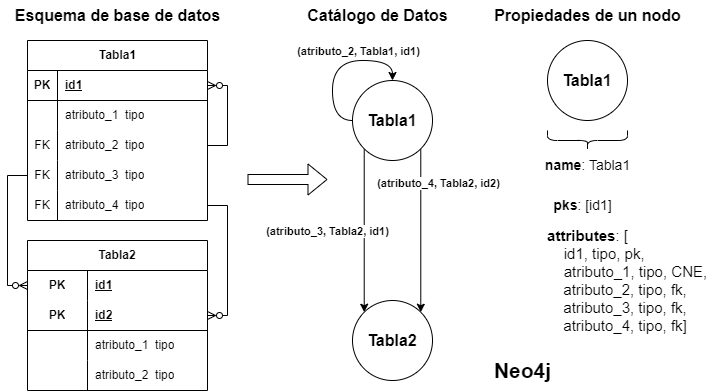 Esquema de base de datos
Tabla1
PK id1
atributo_1 tipo
FK atributo_2 tipo
FK atributo_3 tipo
FK atributo_4 tipo
Tabla2
PK id1
PK id2
atributo_1 tipo
atributo_2 tipo
Catálogo de Datos
(atributo_2, Tabla1, id1)
Tabla1
(atributo_4, Tabla2, id2)
(atributo_3, Tabla2, id1)
Tabla2
Propiedades de un nodo
Tabla1
name: Tabla1
pks: [id1]
attributes: [
id1, tipo, pk,
atributo_1, tipo, CNE,
atributo_2, tipo, fk,
atributo_3, tipo, fk,
atributo_4, tipo, fk]
Neo4j